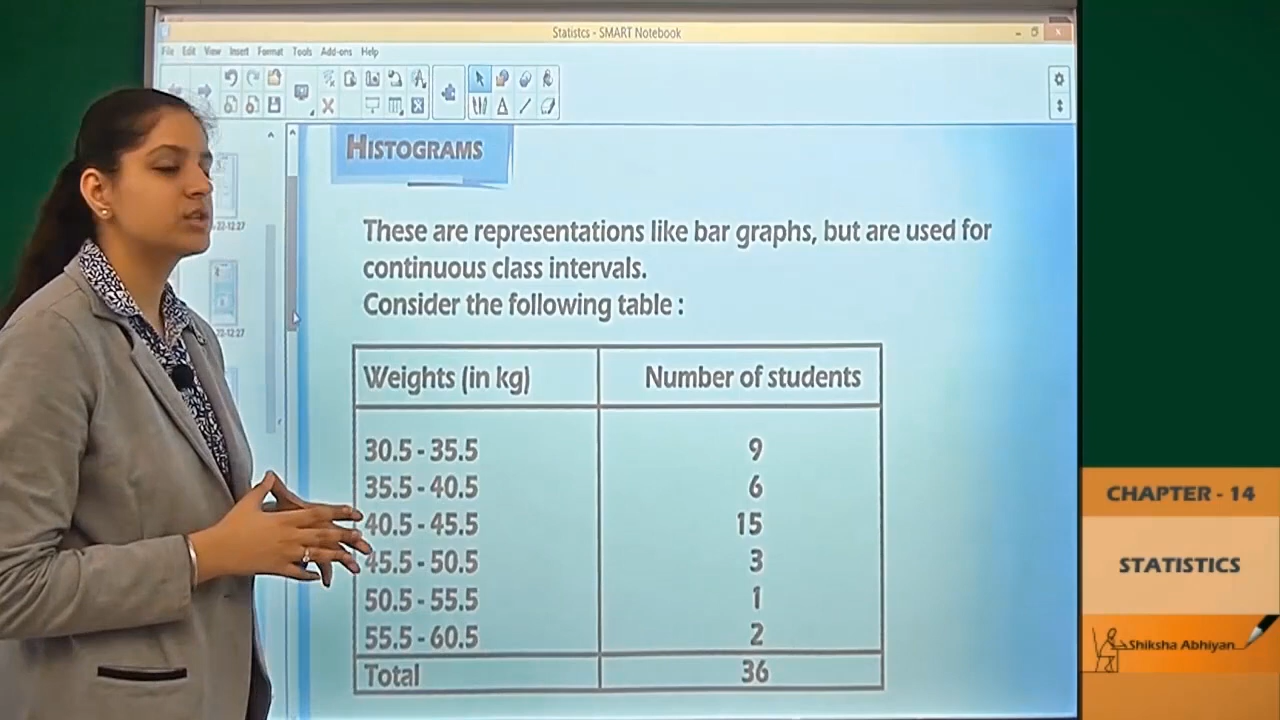 Statistcs - SMART Notebook
File Edit View Insert Format Tools Add-ons Help
HISTOGRAMS
These are representations like bar graphs, but are used for
continuous class intervals.
Consider the following table :
Weights (in kg) Number of students
30.5 - 35.5 9
35.5 - 40.5 6
40.5 - 45.5 15
45.5 - 50.5 3
50.5 - 55.5 1
55.5 - 60.5 2
Total 36
CHAPTER - 14
STATISTICS
Shiksha Abhiyan